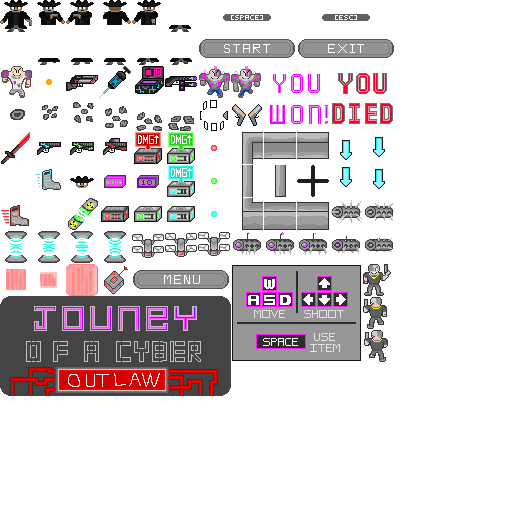 [SPACE] [ESC]
START EXIT
YOU YOU
WON! DIED
DMG↑ DMG↑
DMG↑
10
MENU
W
A S D
MOVE SHOOT
SPACE USE ITEM
JOUNEY
OF A CYBER
OUTLAW